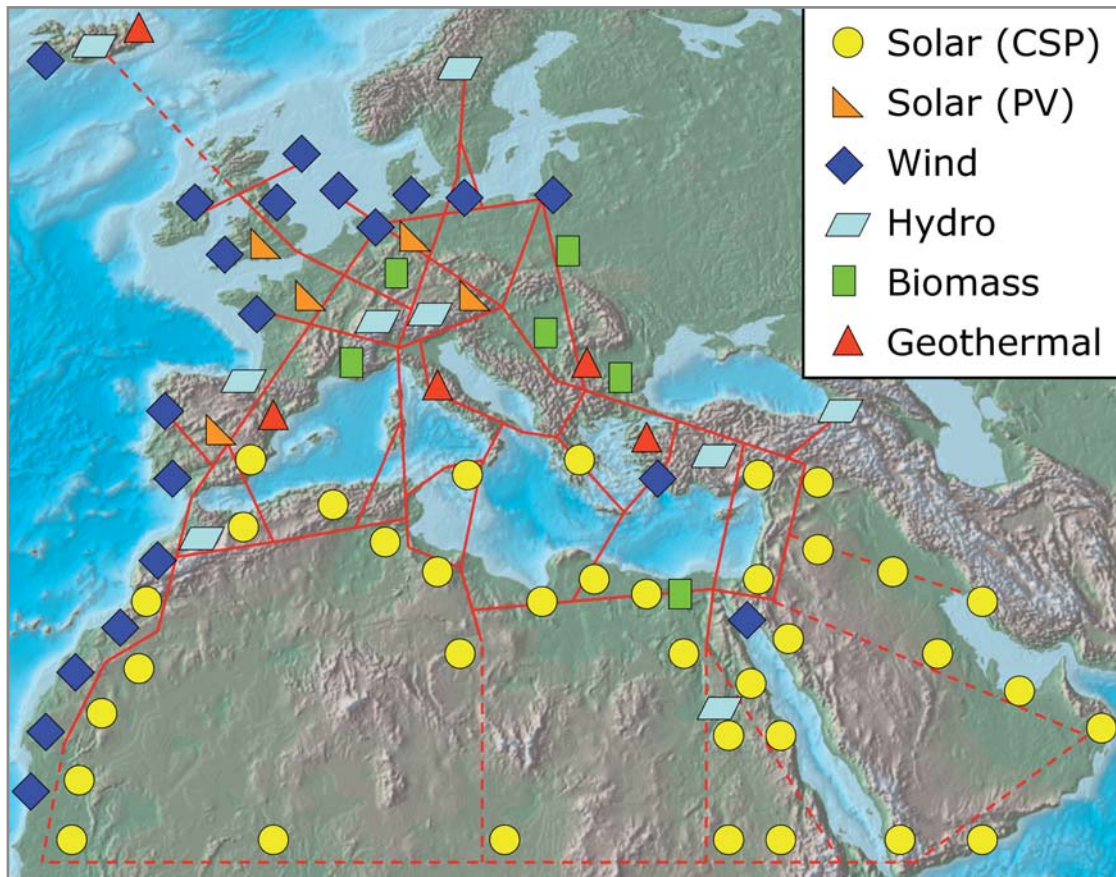 Solar (CSP)
Solar (PV)
Wind
Hydro
Biomass
Geothermal